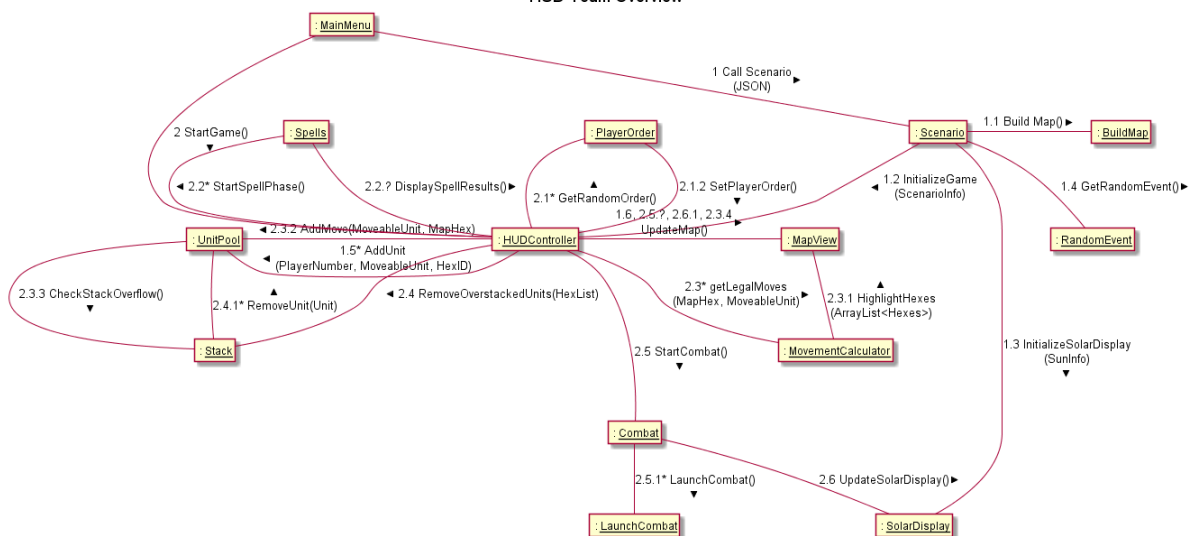 HUD Team Overview
: MainMenu
1 Call Scenario
(JSON)
2 StartGame()
: Spells
: PlayerOrder
: Scenario
1.1 Build Map()
: BuildMap
2.2* StartSpellPhase()
2.2.? DisplaySpellResults()
2.1* GetRandomOrder()
2.1.2 SetPlayerOrder()
1.2 InitializeGame
(ScenarioInfo)
1.4 GetRandomEvent()
1.6, 2.5.?, 2.6.1, 2.3.4
UpdateMap()
2.3.2 AddMove(MoveableUnit, MapHex)
: UnitPool
: HUDController
: MapView
: RandomEvent
1.5* AddUnit
(PlayerNumber, MoveableUnit, HexID)
2.3.3 CheckStackOverflow()
2.4.1* RemoveUnit(Unit)
2.4 RemoveOverstackedUnits(HexList)
2.3* getLegalMoves
(MapHex, MoveableUnit)
2.3.1 HighlightHexes
(ArrayList<Hexes>)
: Stack
2.5 StartCombat()
: MovementCalculator
1.3 InitializeSolarDisplay
(SunInfo)
: Combat
2.5.1* LaunchCombat()
2.6 UpdateSolarDisplay()
: LaunchCombat
: SolarDisplay